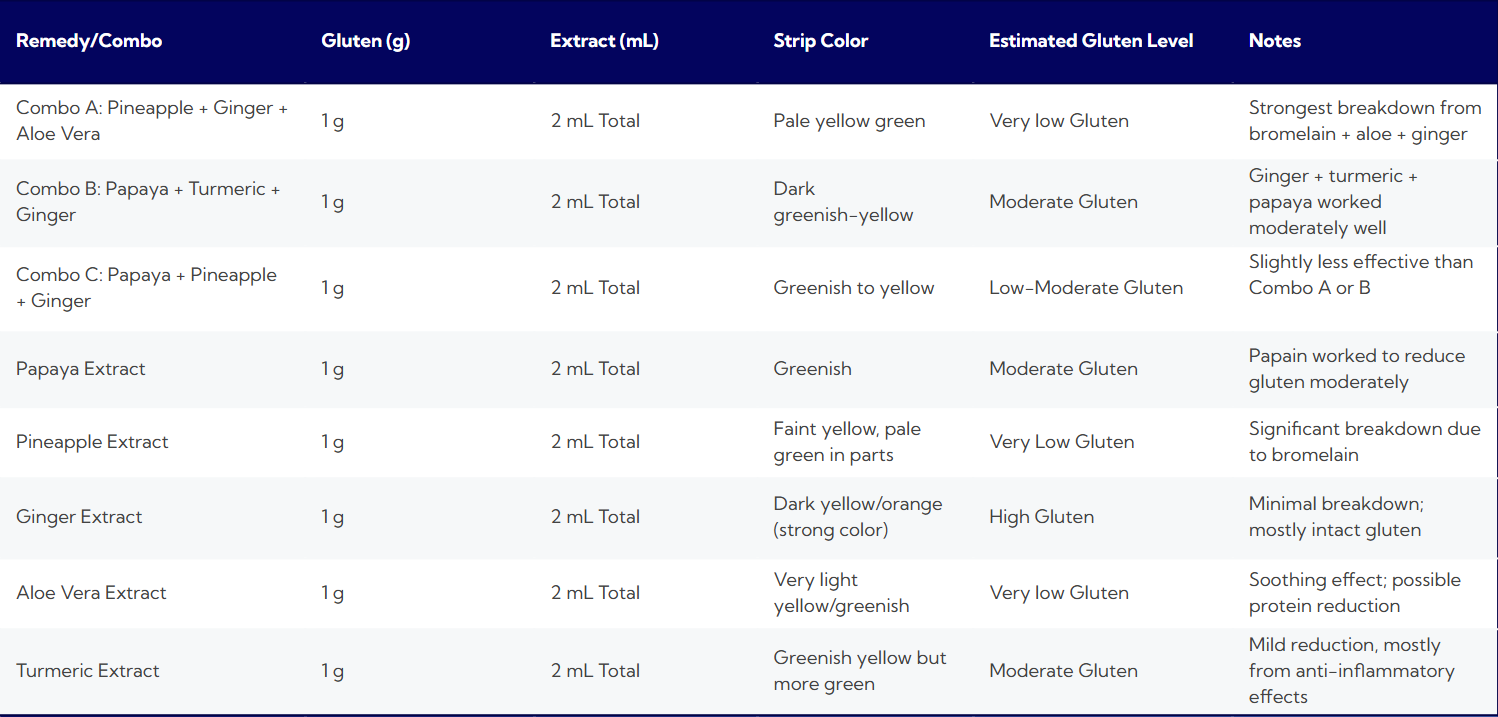 Remedy/Combo Gluten (g) Extract (mL) Strip Color Estimated Gluten Level Notes
Combo A: Pineapple + Ginger +
Aloe Vera
1 g
2 mL Total
Pale yellow green
Very low Gluten
Strongest breakdown from
bromelain + aloe + ginger
Combo B: Papaya + Turmeric +
Ginger
1 g
2 mL Total
Dark
greenish-yellow
Moderate Gluten
Ginger + turmeric +
papaya worked
moderately well
Combo C: Papaya + Pineapple
+ Ginger
1 g
2 mL Total
Greenish to yellow
Low-Moderate Gluten
Slightly less effective than
Combo A or B
Papaya Extract
1 g
2 mL Total
Greenish
Moderate Gluten
Papain worked to reduce
gluten moderately
Pineapple Extract
1 g
2 mL Total
Faint yellow, pale
green in parts
Very Low Gluten
Significant breakdown due
to bromelain
Ginger Extract
1 g
2 mL Total
Dark yellow/orange
(strong color)
High Gluten
Minimal breakdown;
mostly intact gluten
Aloe Vera Extract
1 g
2 mL Total
Very light
yellow/greenish
Very low Gluten
Soothing effect; possible
protein reduction
Turmeric Extract
1 g
2 mL Total
Greenish yellow but
more green
Moderate Gluten
Mild reduction, mostly
from anti-inflammatory
effects